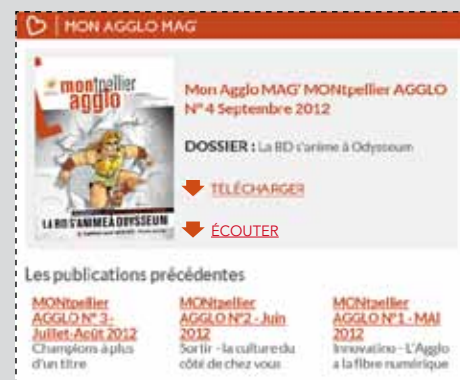 MON AGGLO MAG'
montpellier
agglo
LA BD S'ANIME À ODYSSEUM
Mon Agglo MAG' MONtpellier AGGLO
N° 4 Septembre 2012
DOSSIER : La BD s'anime à Odysseum
TÉLÉCHARGER
ÉCOUTER
Les publications précédentes
MONtpellier
AGGLO N° 3 -
Juillet-Août 2012
Champions à plus
d'un titre
MONtpellier
AGGLO N°2 - Juin
2012
Sortir - la culture du
côté de chez vous
MONtpellier
AGGLO N°1 - MAI
2012
Innovatino - L'Agglo
a la fibre numérique